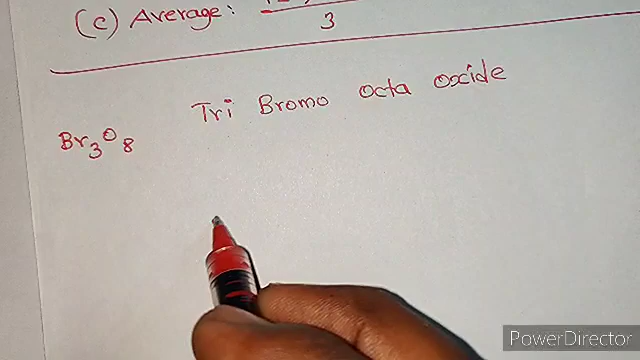 (c) Average:
3
Tri Bromo octa oxide
Br3O8
PowerDirector